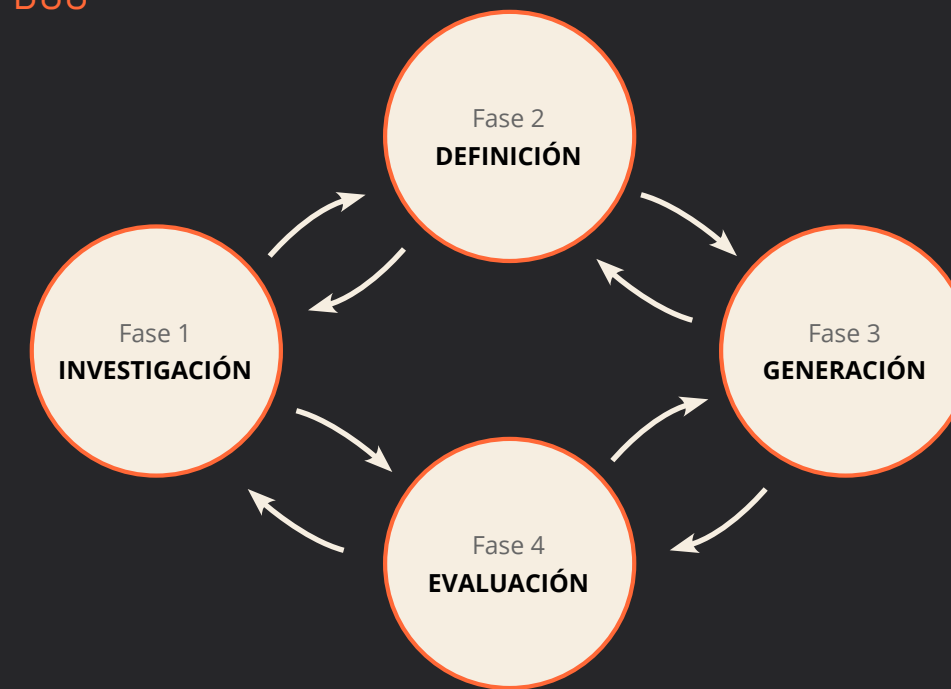 Fase 2
DEFINICIÓN
Fase 1
INVESTIGACIÓN
Fase 3
GENERACIÓN
Fase 4
EVALUACIÓN